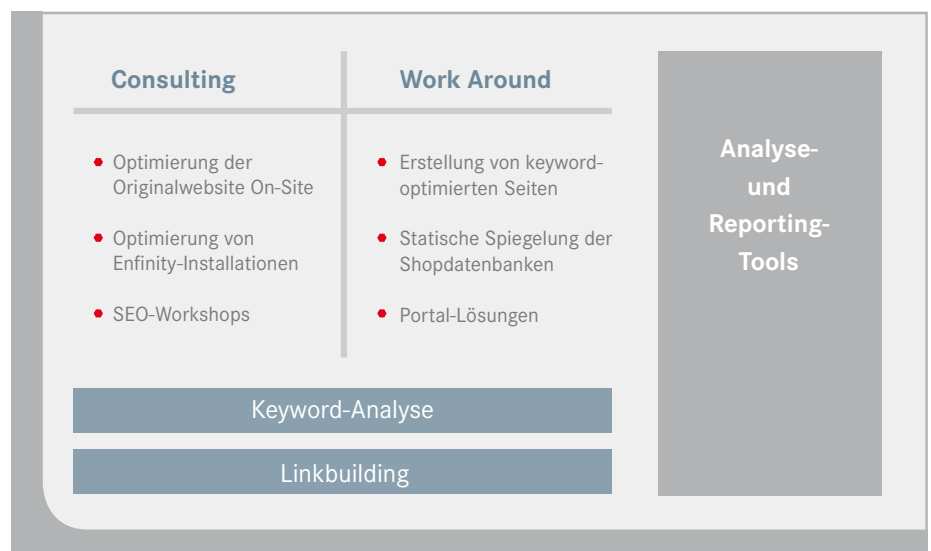 Consulting
Optimierung der
Originalwebsite On-Site
Optimierung von
Enfinity-Installationen
SEO-Workshops
Work Around
Erstellung von keyword-
optimierten Seiten
Statische Spiegelung der
Shopdatenbanken
Portal-Lösungen
Keyword-Analyse
Linkbuilding
Analyse-
und
Reporting-
Tools